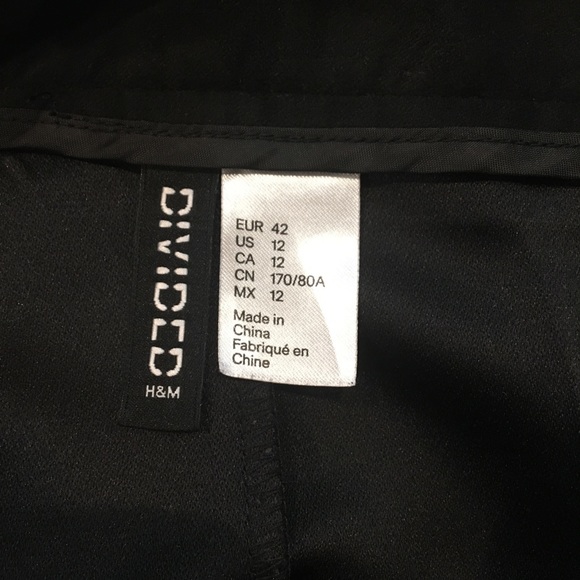 DIVIDED
H&M
EUR 42
US 12
CA 12
CN 170/80A
MX 12
Made in
China
Fabriqué en
Chine